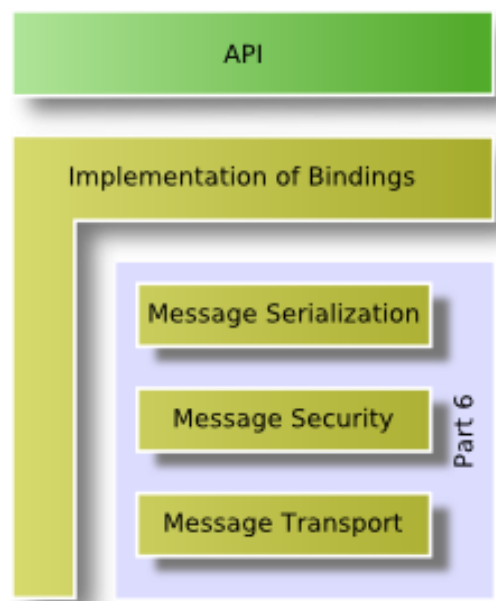 API
Implementation of Bindings
Message Serialization
Message Security
Part 6
Message Transport